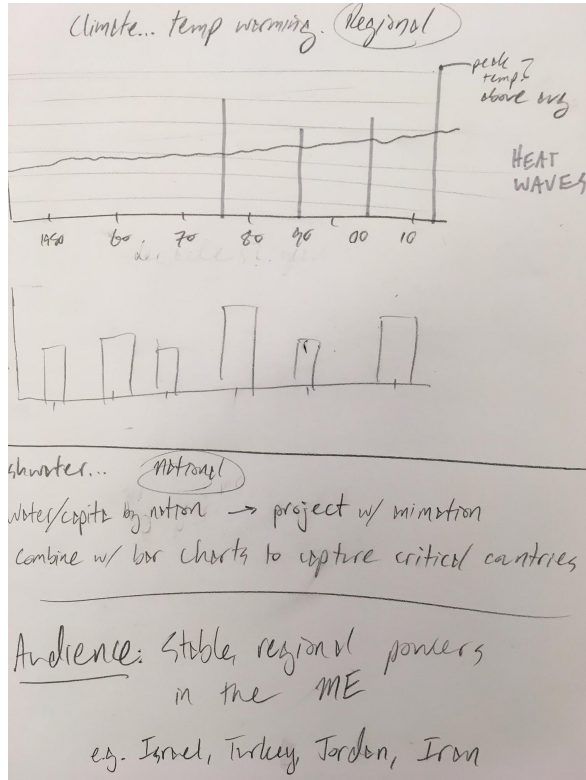 Climate... temp warming. Regional
peak
temp
above avg
HEAT
WAVES
1950 60 70 80 90 00 10
shwater... National
water/capita by nation → project w/ animation
combine w/ bar charts to capture critical countries
Audience: Stable, regional powers
in the ME
e.g. Israel, Turkey, Jordan, Iran